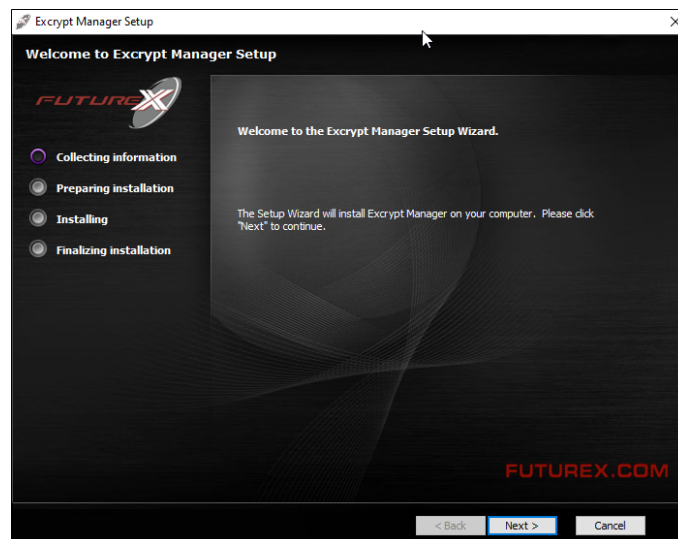 Excrypt Manager Setup
Welcome to Excrypt Manager Setup
FUTUREX
Collecting information
Preparing installation
Installing
Finalizing installation
Welcome to the Excrypt Manager Setup Wizard.
The Setup Wizard will install Excrypt Manager on your computer. Please click
"Next" to continue.
FUTUREX.COM
< Back Next > Cancel